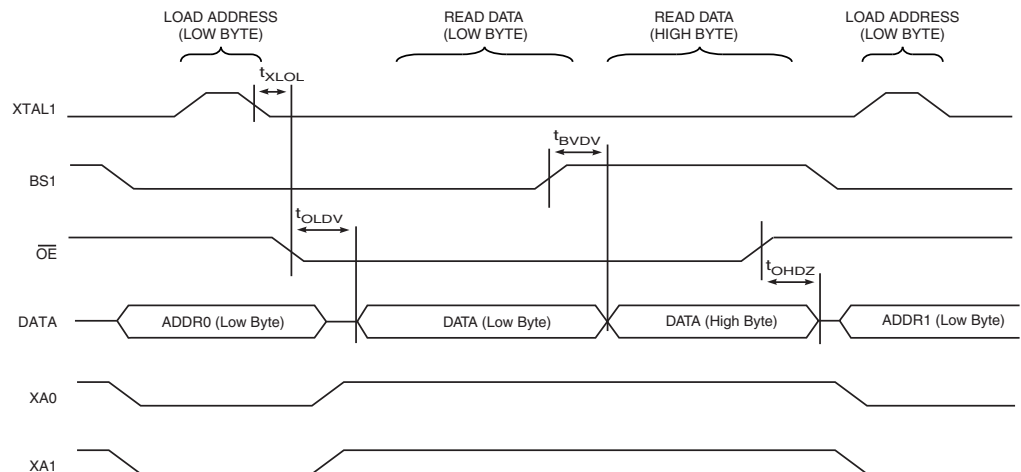 LOAD ADDRESS
(LOW BYTE)
READ DATA
(LOW BYTE)
READ DATA
(HIGH BYTE)
LOAD ADDRESS
(LOW BYTE)
tXLOL
XTAL1
tBVDV
BS1
tOLDV
OE
tOHDZ
DATA
ADDR0 (Low Byte)
DATA (Low Byte)
DATA (High Byte)
ADDR1 (Low Byte)
XA0
XA1